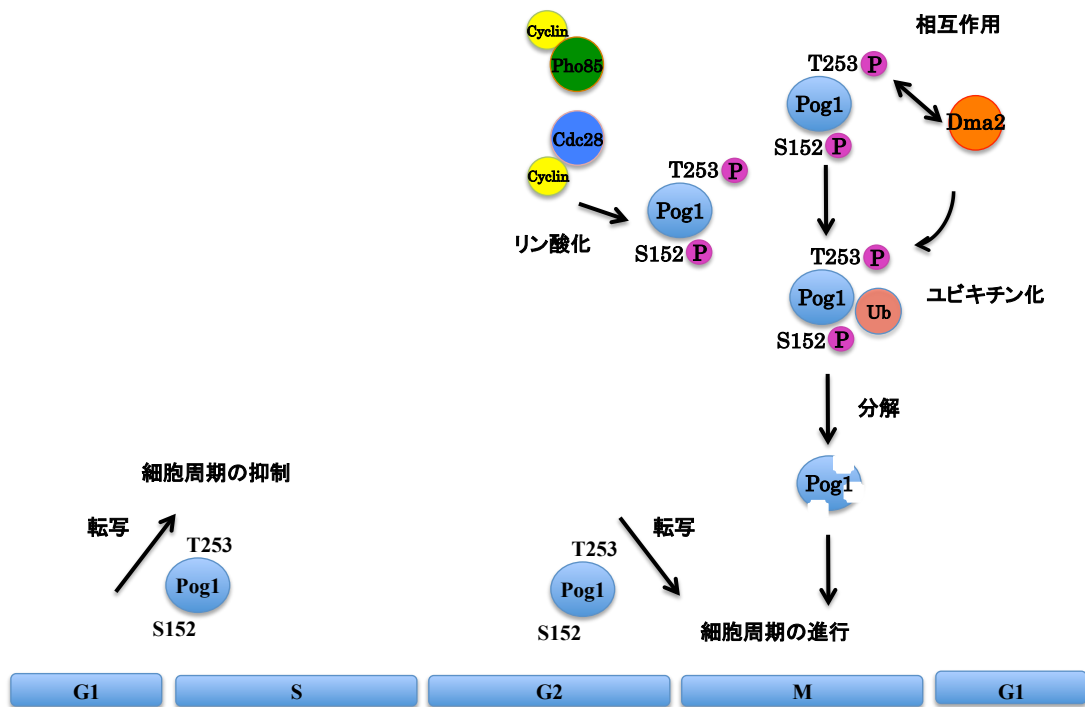 Cyclin
Pho85
Cdc28
Cyclin
リン酸化
T253 P
Pog1
S152 P
相互作用
T253 P
Pog1
S152 P
Dma2
T253 P
Pog1
Ub
S152 P
ユビキチン化
分解
Pog1
細胞周期の抑制
転写
T253
Pog1
S152
転写
T253
Pog1
S152
細胞周期の進行
G1
S
G2
M
G1